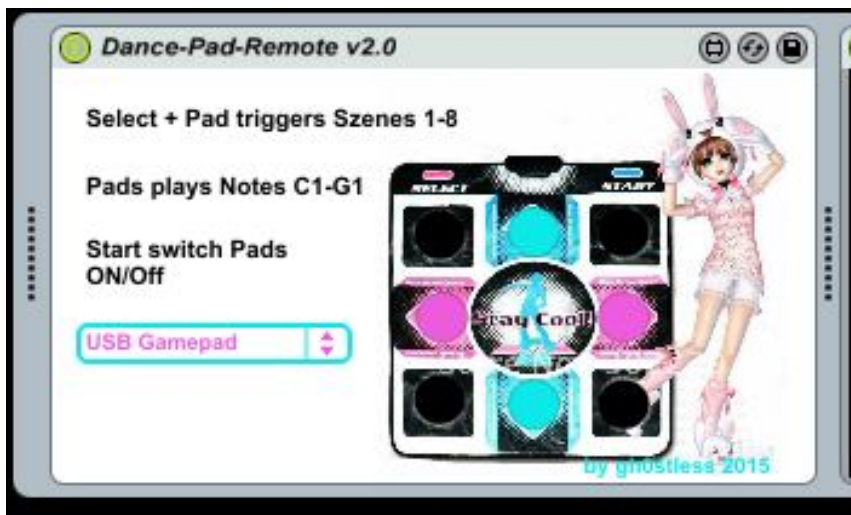 Dance-Pad-Remote v2.0
Select + Pad triggers Szenes 1-8
Pads plays Notes C1-G1
SELECT
START
Start switch Pads
ON/Off
Stay Cool!
USB Gamepad
by gh0stless 2015